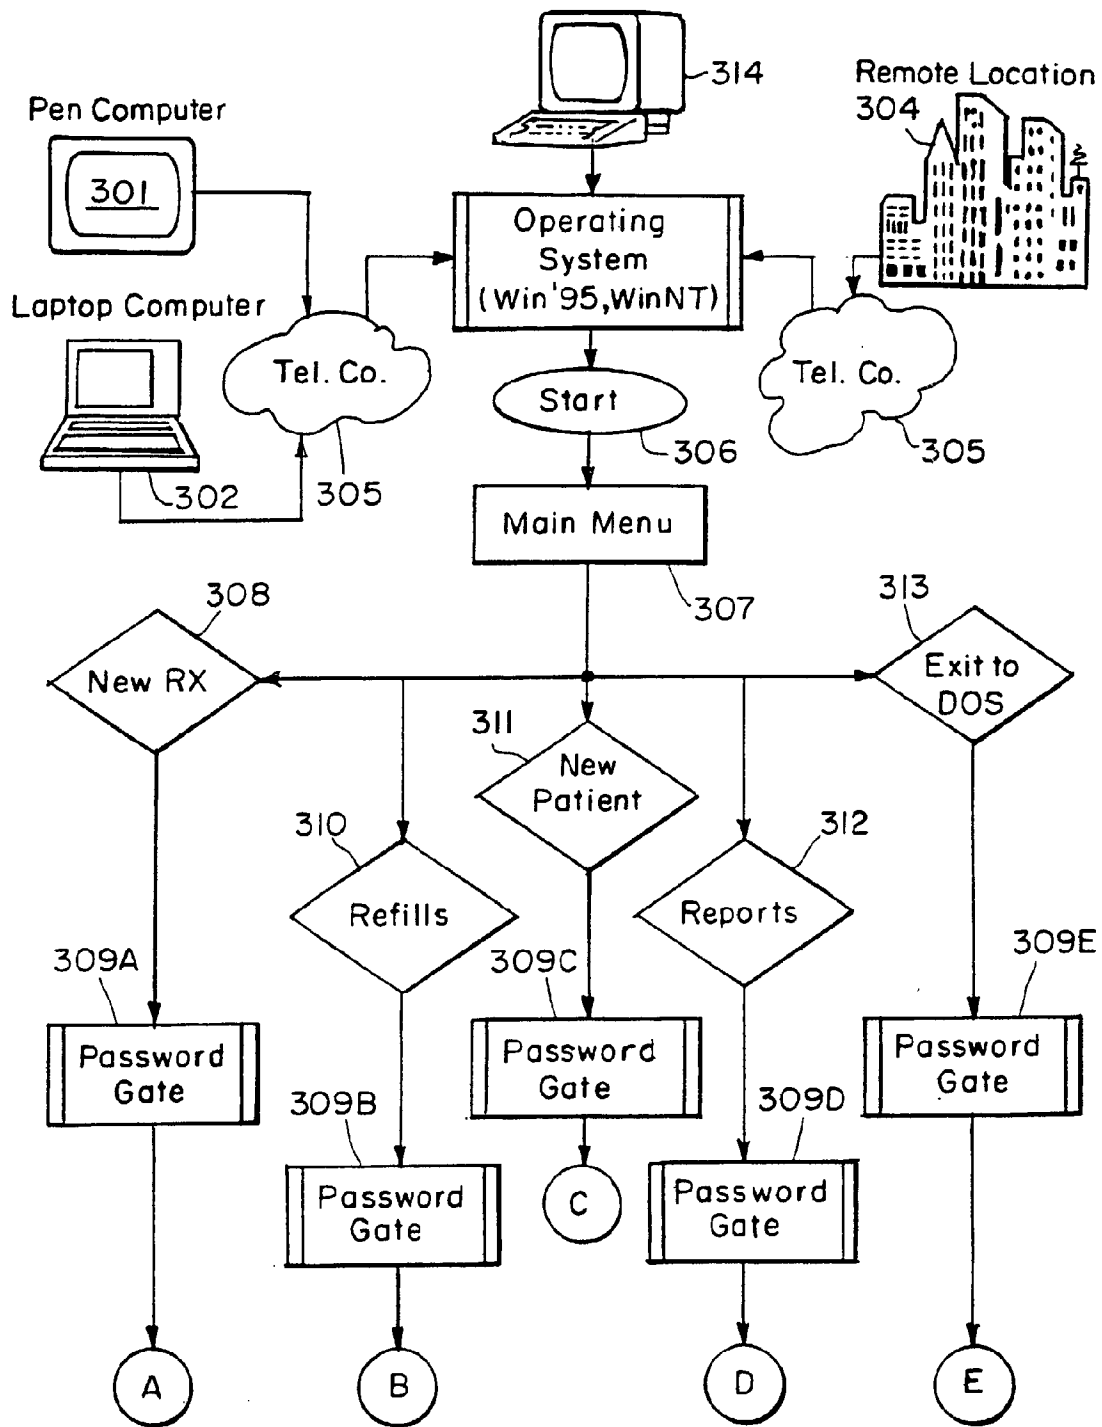 314
Remote Location
304
Pen Computer
301
Operating
System
(Win'95,WinNT)
Laptop Computer
Tel. Co.
Tel. Co.
Start
306
305
302
305
Main Menu
307
308
313
New RX
Exit to
DOS
311
New
Patient
310
312
Refills
Reports
309A
309C
309E
Password
Gate
Password
Gate
Password
Gate
309B
309D
Password
Gate
Password
Gate
C
A
B
D
E